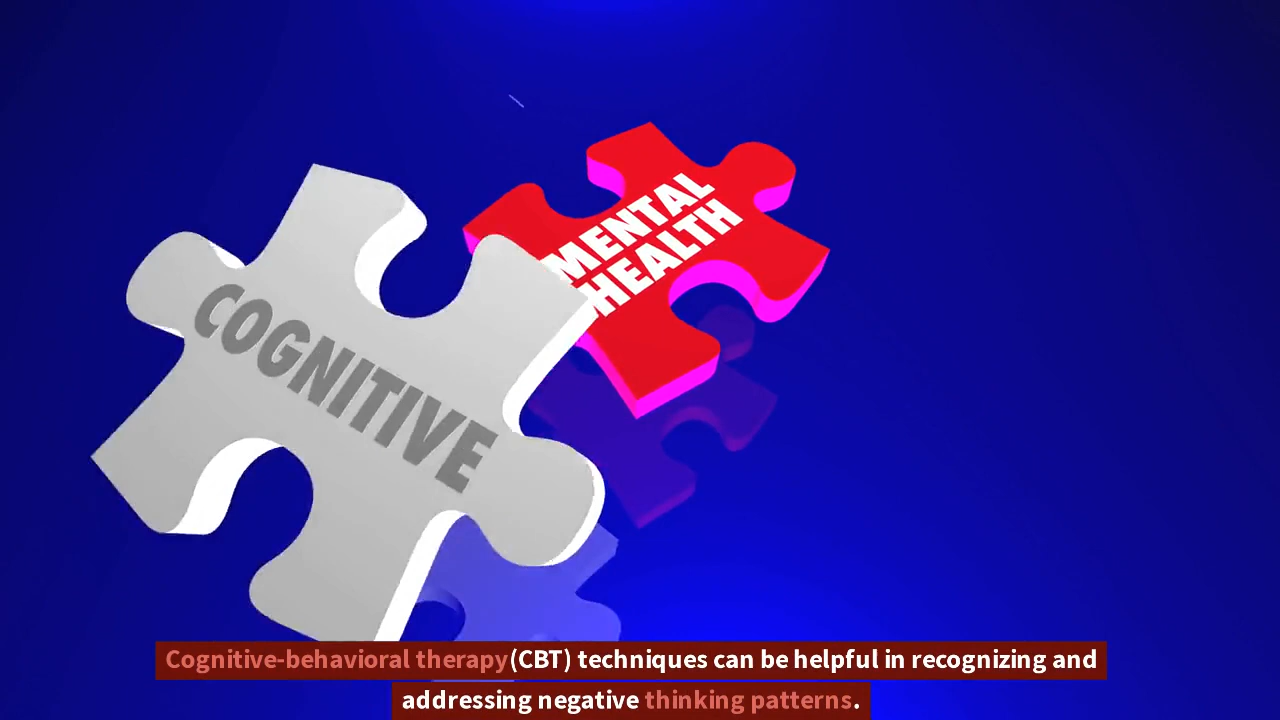 COGNITIVE
MENTAL
HEALTH
Cognitive-behavioral therapy(CBT) techniques can be helpful in recognizing and
addressing negative thinking patterns.